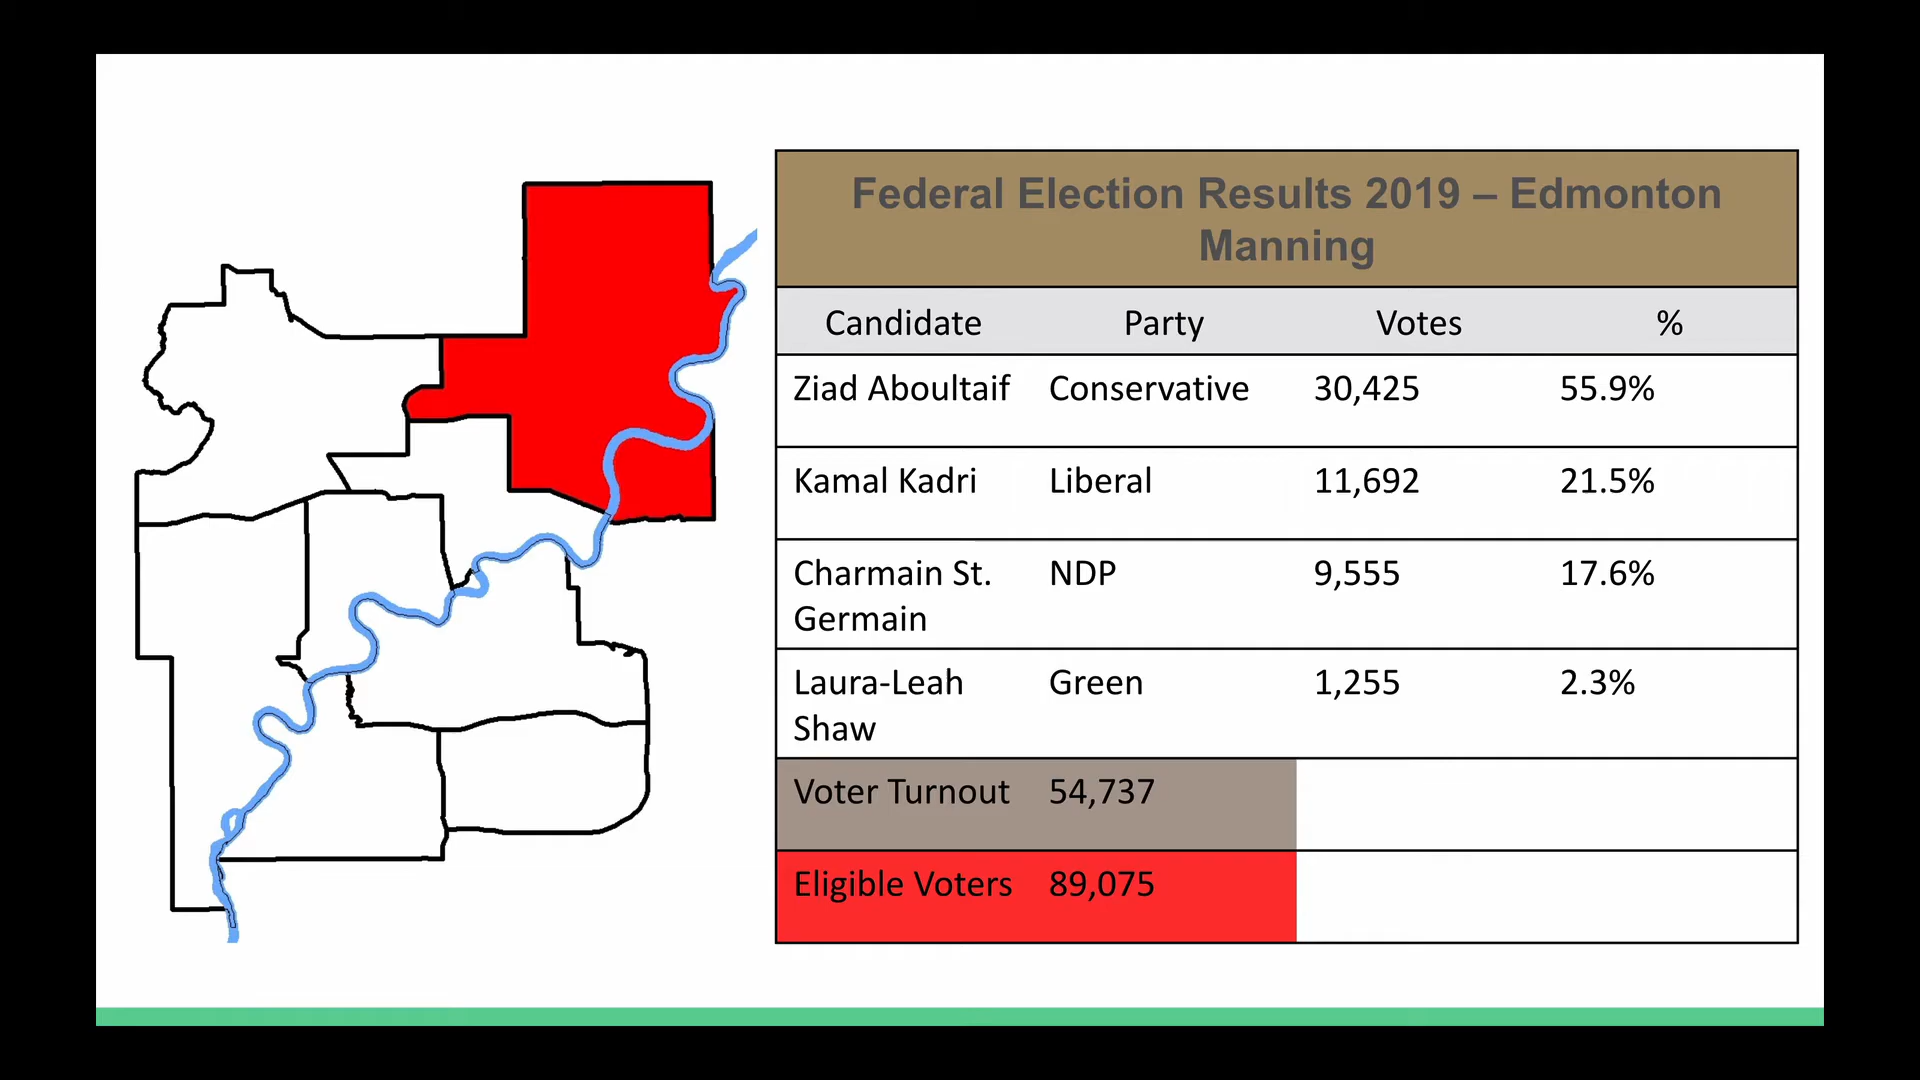 Federal Election Results 2019 – Edmonton
Manning
Candidate Party Votes %
Ziad Aboultaif Conservative 30,425 55.9%
Kamal Kadri Liberal 11,692 21.5%
Charmain St. NDP 9,555 17.6%
Germain
Laura-Leah Green 1,255 2.3%
Shaw
Voter Turnout 54,737
Eligible Voters 89,075